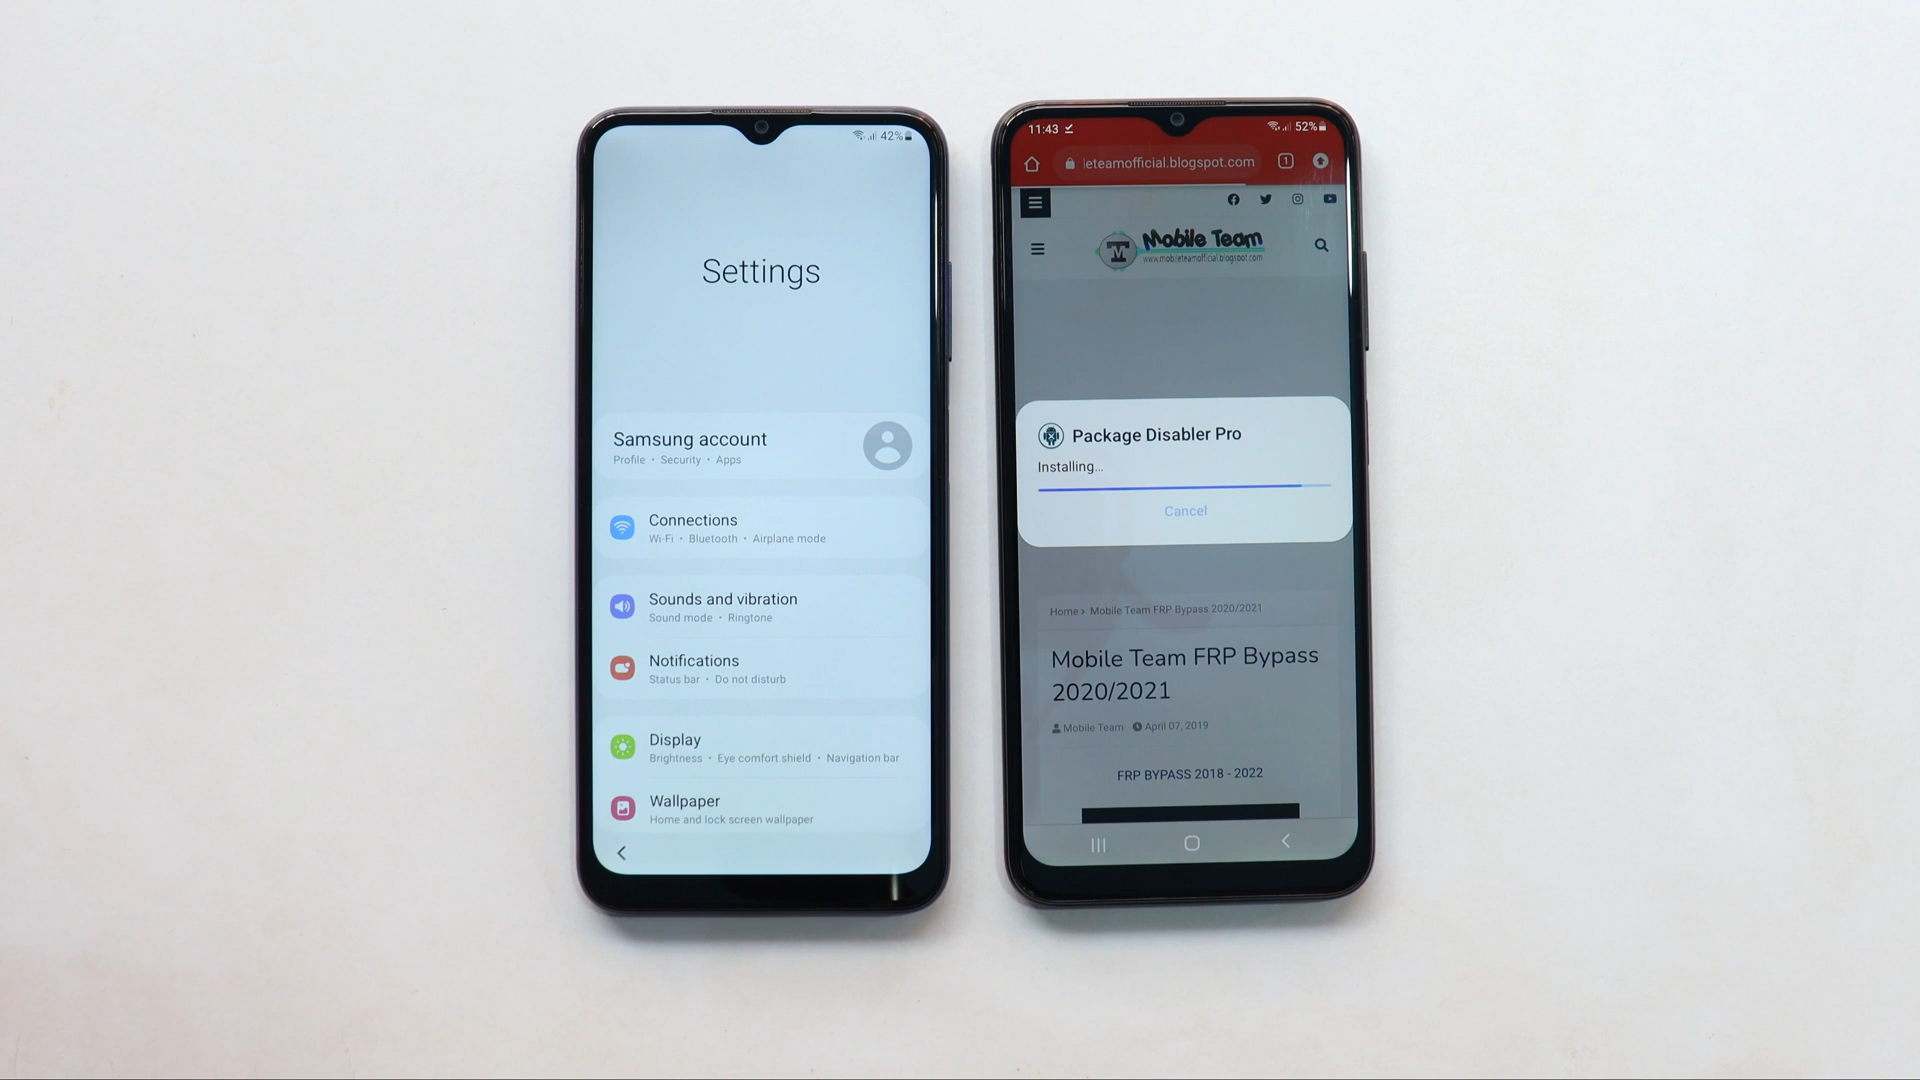 42%
Settings
Samsung account
Profile • Security • Apps
Connections
Wi-Fi • Bluetooth • Airplane mode
Sounds and vibration
Sound mode • Ringtone
Notifications
Status bar • Do not disturb
Display
Brightness • Eye comfort shield • Navigation bar
Wallpaper
Home and lock screen wallpaper
11:43 52%
leteamofficial.blogspot.com 1
Mobile Team
www.mobileteamofficial.blogspot.com
Package Disabler Pro
Installing...
Cancel
Home › Mobile Team FRP Bypass 2020/2021
Mobile Team FRP Bypass
2020/2021
Mobile Team April 07, 2019
FRP BYPASS 2018 - 2022